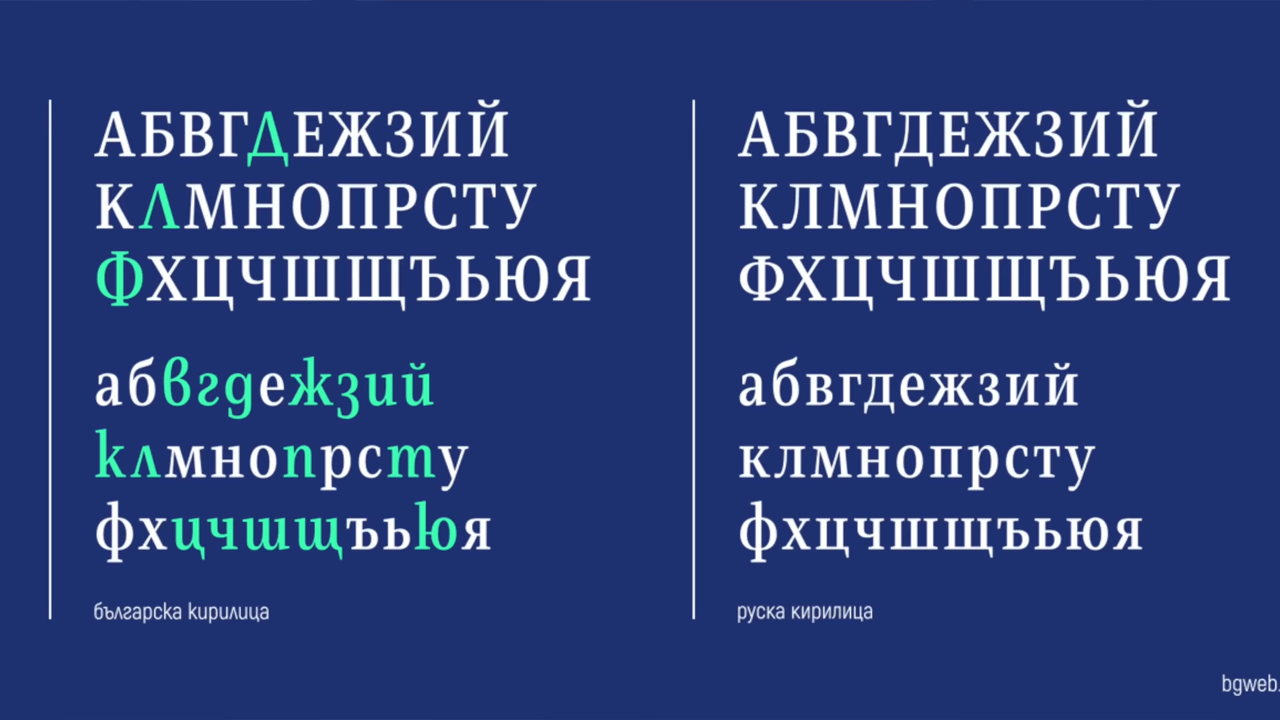 АБВГДЕЖЗИЙ
КЛМНОПРСТУ
ФХЦЧШЩЪЬЮЯ
абвгдежзий
клмнопрсту
фхцчшщъьюя
българска кирилица
АБВГДЕЖЗИЙ
КЛМНОПРСТУ
ФХЦЧШЩЪЬЮЯ
абвгдежзий
клмнопрсту
фхцчшщъьюя
руска кирилица
bgweb.